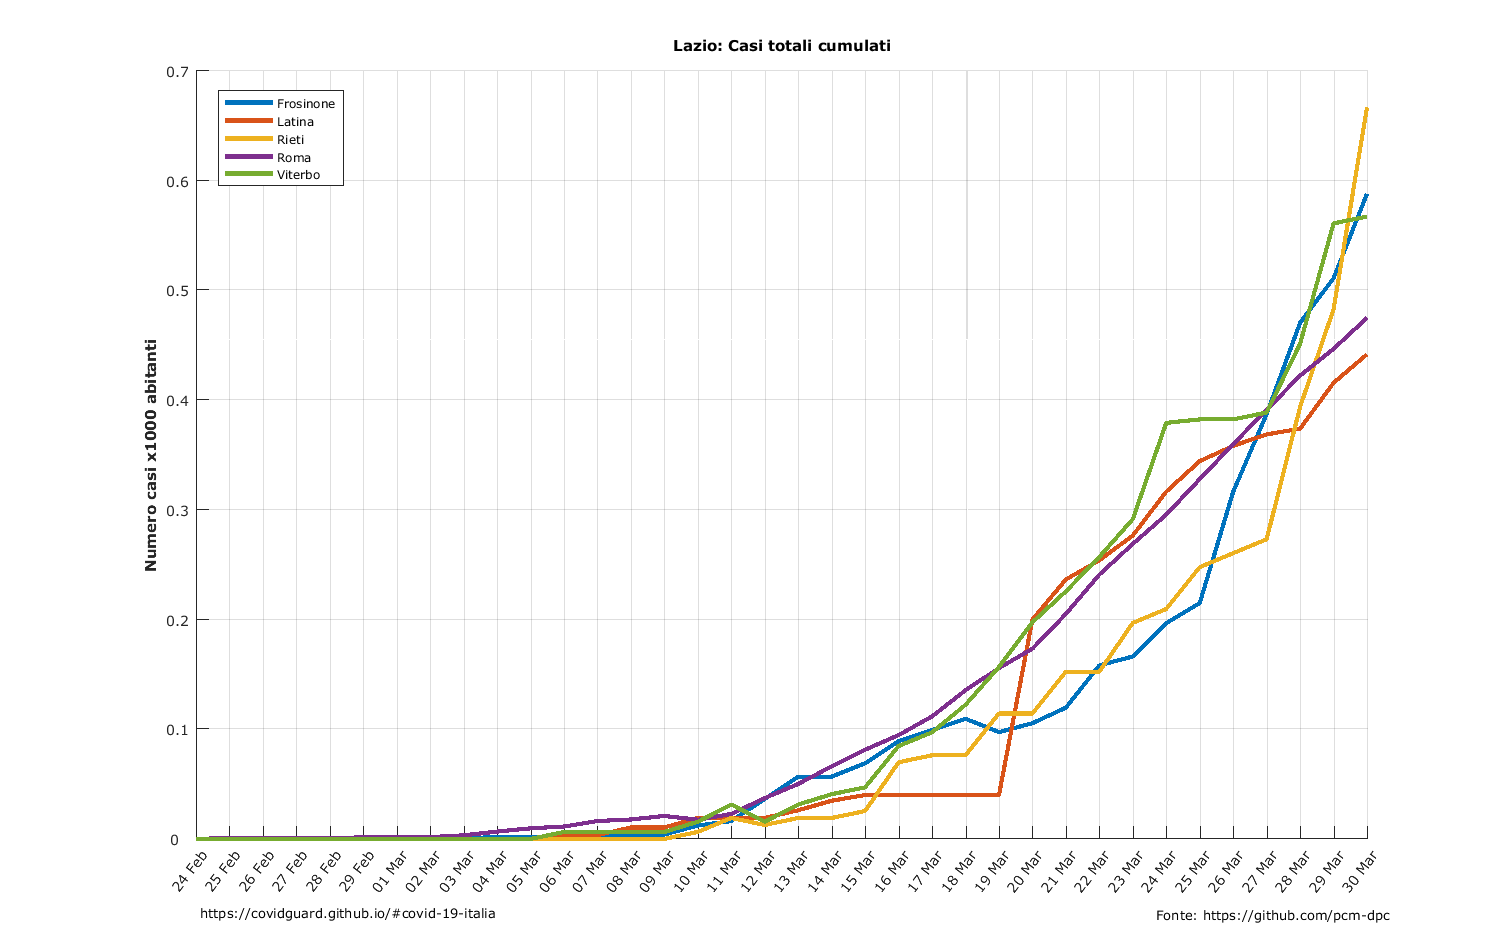 Lazio: Casi totali cumulati
0.7
0.6
0.5
0.4
0.3
0.2
0.1
0
Numero casi x1000 abitanti
Frosinone
Latina
Rieti
Roma
Viterbo
24 Feb
25 Feb
26 Feb
27 Feb
28 Feb
29 Feb
01 Mar
02 Mar
03 Mar
04 Mar
05 Mar
06 Mar
07 Mar
08 Mar
09 Mar
10 Mar
11 Mar
12 Mar
13 Mar
14 Mar
15 Mar
16 Mar
17 Mar
18 Mar
19 Mar
20 Mar
21 Mar
22 Mar
23 Mar
24 Mar
25 Mar
26 Mar
27 Mar
28 Mar
29 Mar
30 Mar
https://covidguard.github.io/#covid-19-italia
Fonte: https://github.com/pcm-dpc